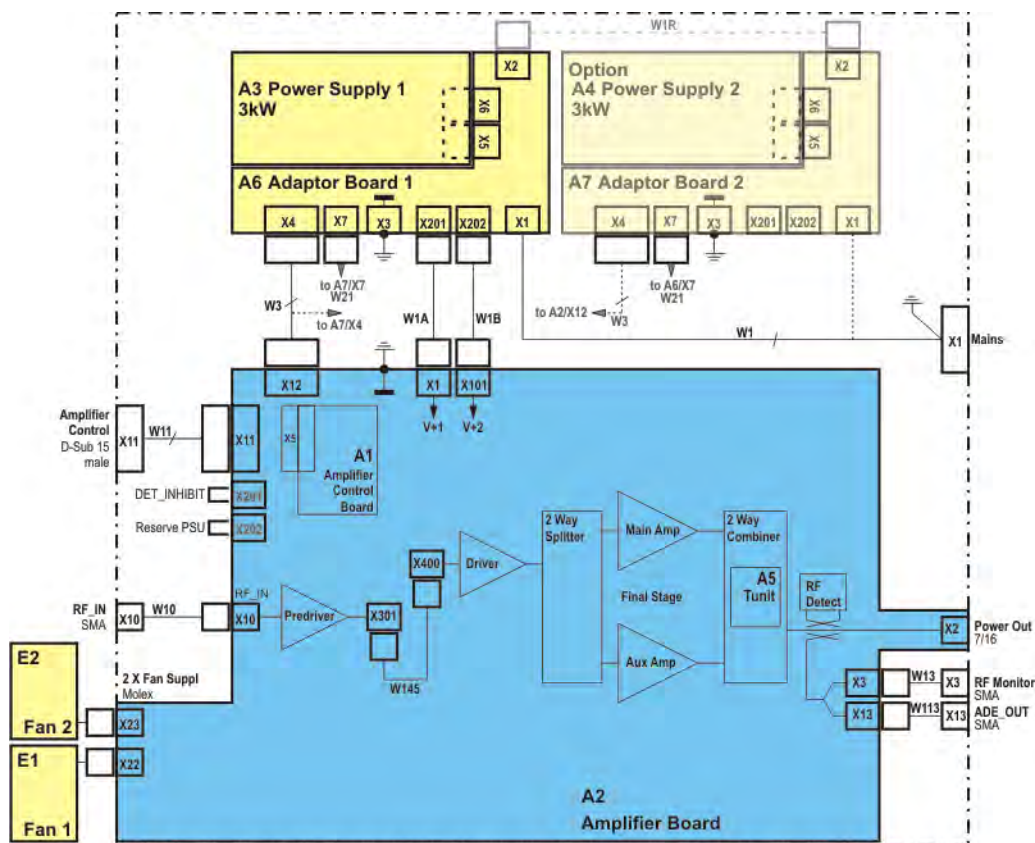 W1R
X2
X2
A3 Power Supply 1
3kW
X6
X5
Option
A4 Power Supply 2
3kW
X6
X5
A6 Adaptor Board 1
A7 Adaptor Board 2
X4
X7
X3
X201
X202
X1
X4
X7
X3
X201
X202
X1
to A7/X7
W21
to A6/X7
W21
W3
to A7/X4
to A2/X12
W3
W1A
W1B
W1
X1
Mains
X12
X1
X101
V+1
V+2
Amplifier
Control
D-Sub 15
male
X11
W11
X11
X5
A1
Amplifier
Control
Board
DET_INHIBIT
X201
Reserve PSU
X202
2 Way
Splitter
Main Amp
2 Way
Combiner
X400
Driver
A5
Tunit
RF
Detect
Final Stage
RF_IN
SMA
X10
W10
RF_IN
X10
Predriver
X301
W145
Aux Amp
X2
Power Out
7/16
X3
W13
X3
RF Monitor
SMA
X13
W113
X13
ADE_OUT
SMA
E2
Fan 2
2 X Fan Suppl
Molex
X23
E1
Fan 1
X22
A2
Amplifier Board